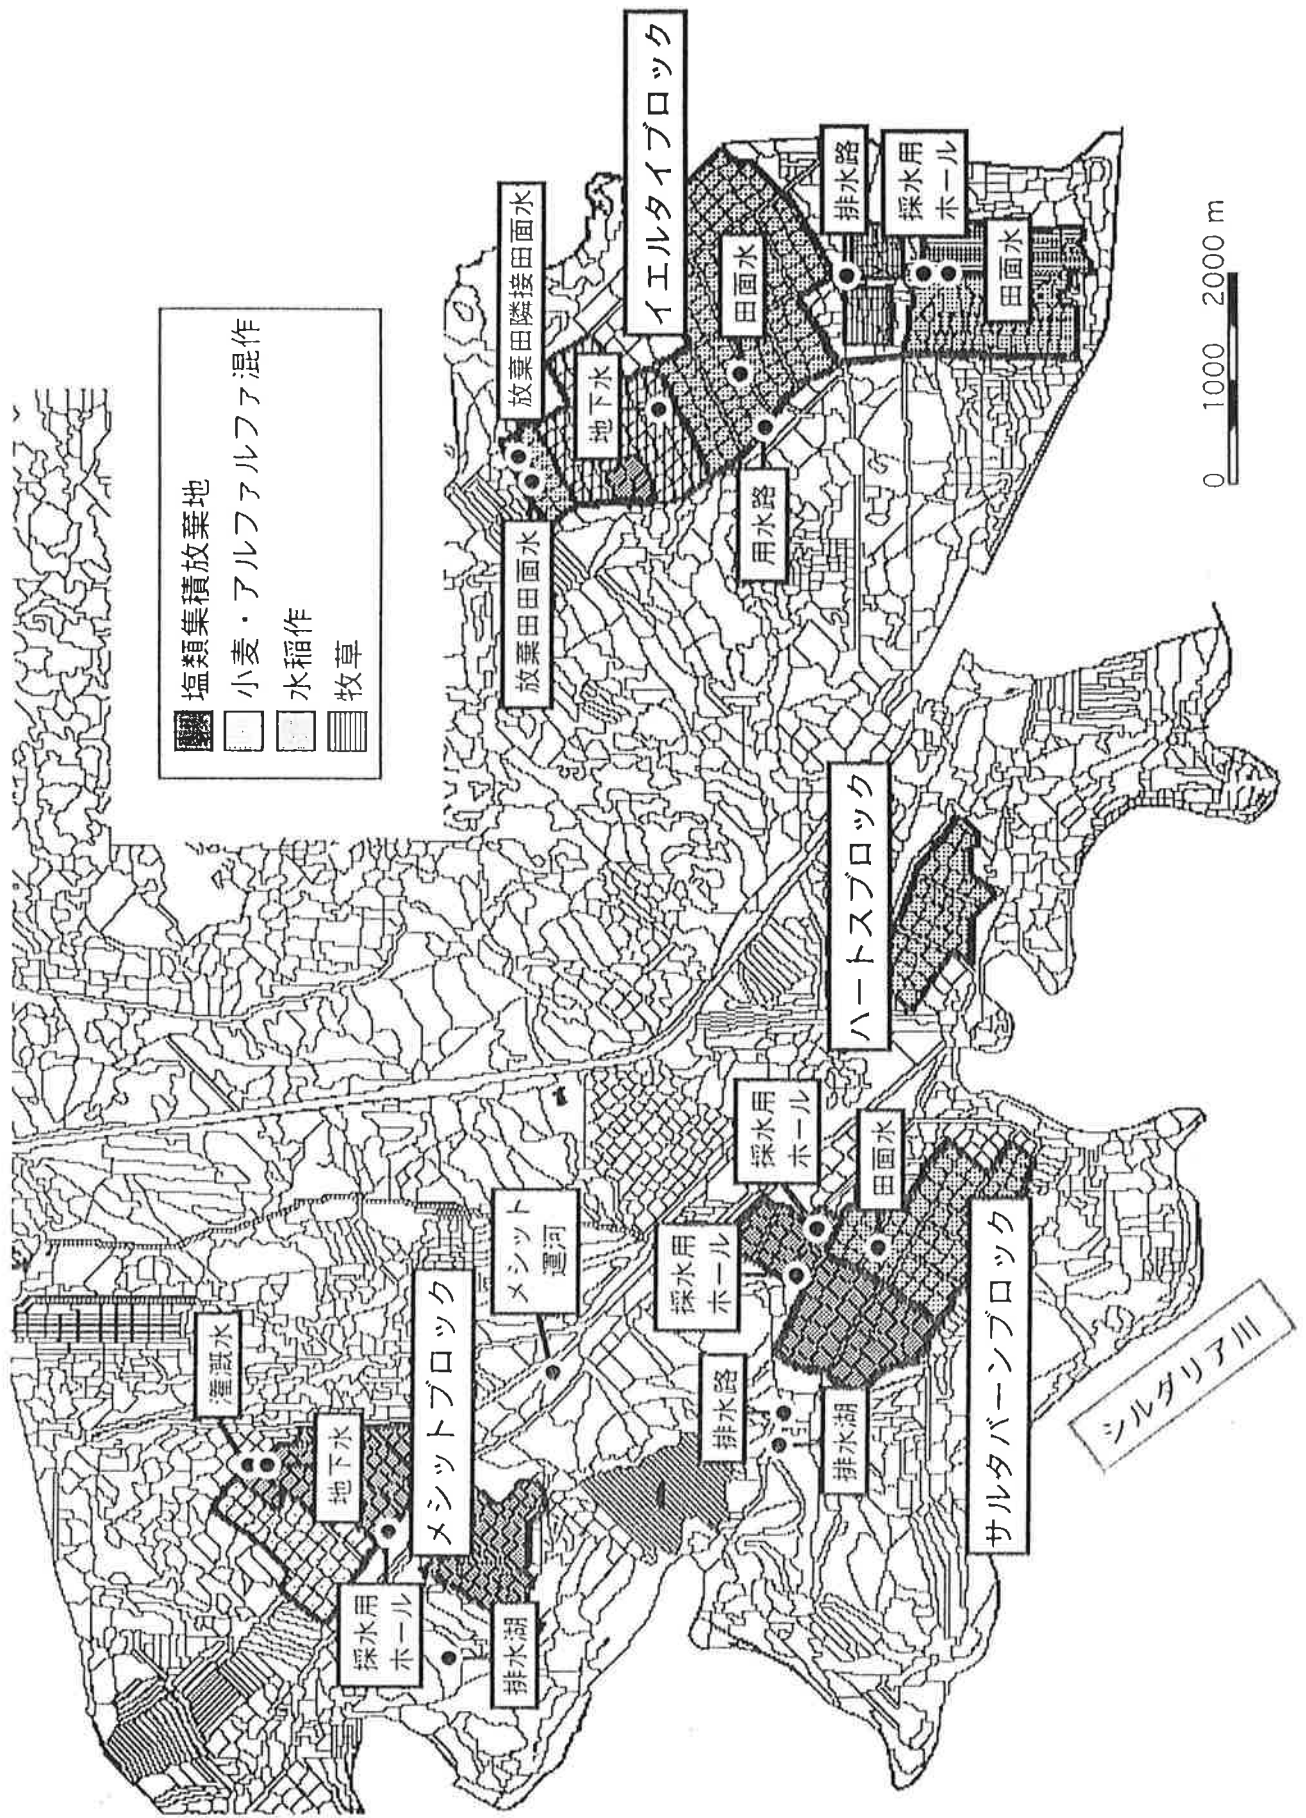 塩類集積放棄地
小麦・アルファルファ混作
水稲作
牧草
灌漑水
地下水
メシットブロック
採水用
ホール
排水湖
メシット
運河
採水用
ホール
採水用
ホール
田面水
排水路
排水湖
サルタバーンブロック
シルダリア川
ハートスブロック
放棄田隣接田面水
放棄田田面水
地下水
イエルタイブロック
田面水
用水路
排水路
採水用
ホール
田面水
0 1000 2000 m